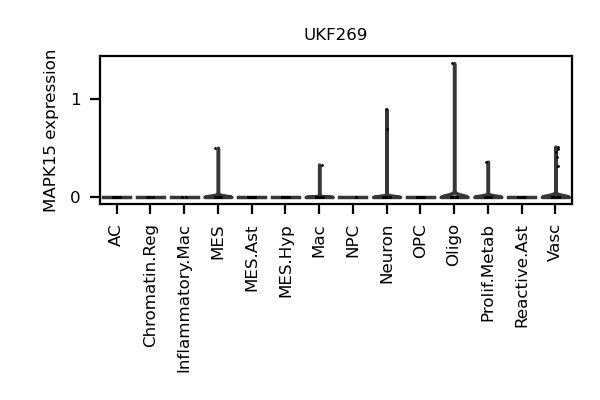 UKF269
MAPK15 expression
1
0
AC
Chromatin.Reg
Inflammatory.Mac
MES
MES.Ast
MES.Hyp
Mac
NPC
Neuron
OPC
Oligo
Prolif.Metab
Reactive.Ast
Vasc